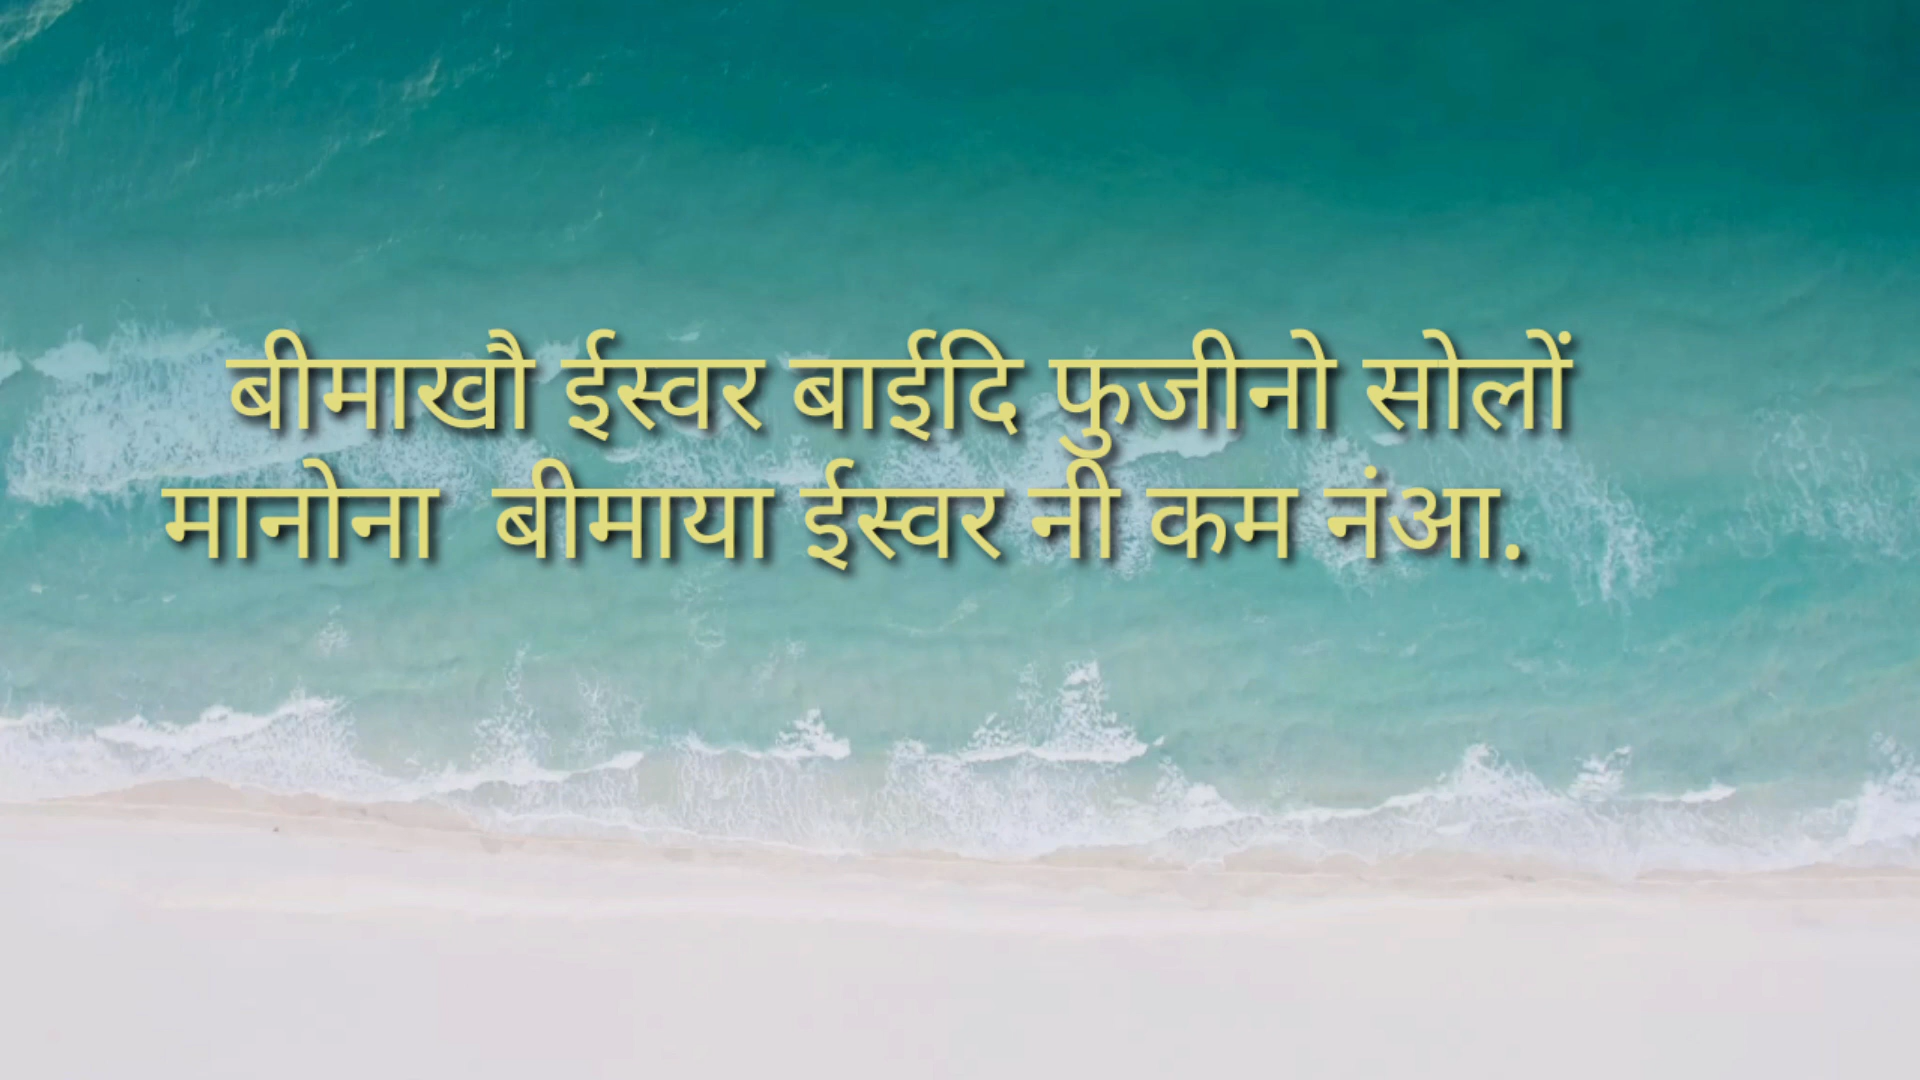 बीमाखौ ईस्वर बाईदि फुजीनो सोलों
मानोना बीमाया ईस्वर नी कम नंआ.